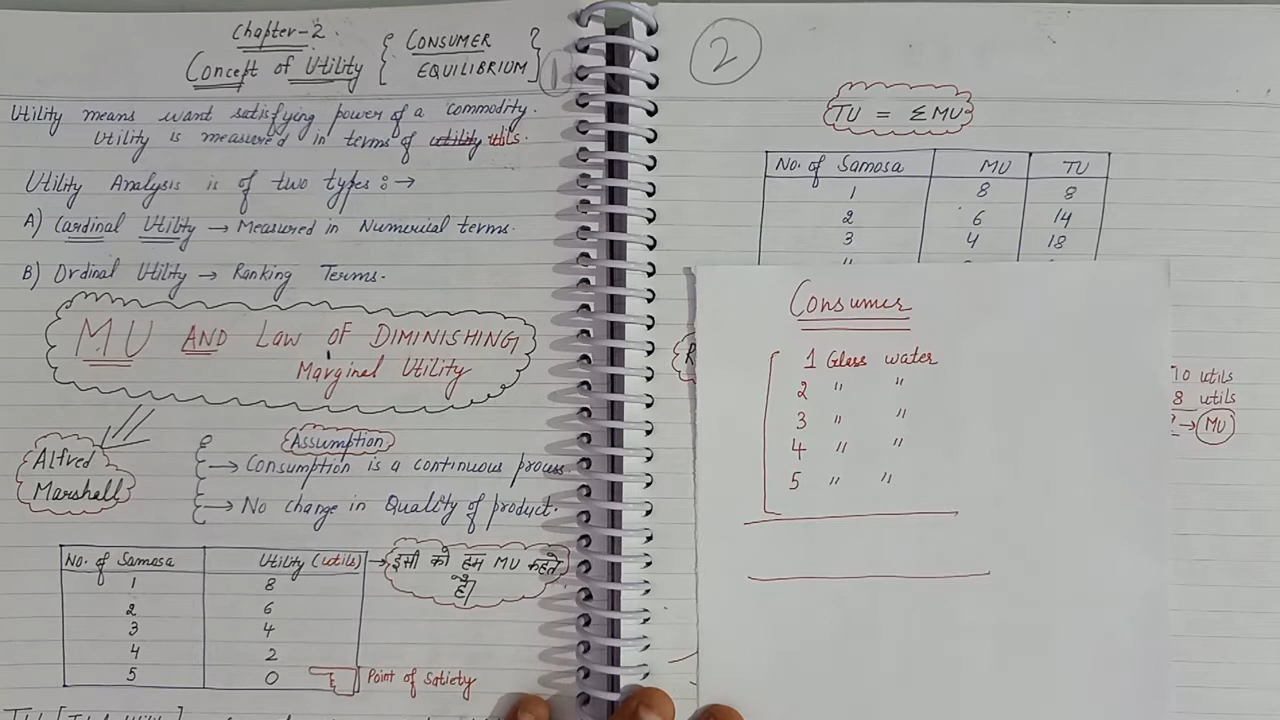 Chapter-2.
Concept of Utility { CONSUMER EQUILIBRIUM }
1
Utility means want satisfying power of a commodity.
Utility is measured in terms of utility utils.
Utility Analysis is of two types :→
A) Cardinal Utility → Measured in Numerical terms.
B) Ordinal Utility → Ranking Terms.
MU AND Law OF DIMINISHING
Marginal Utility
Alfred
Marshall
Assumption
→ Consumption is a continuous process
→ No change in Quality of product.
No. of Samosa Utility (utils) → इसी को हम MU कहते
है।
1 8
2 6
3 4
4 2
5 0 Point of Satiety
2
TU = ΣMU
No. of Samosa MU TU
1 8 8
2 6 14
3 4 18
Consumer
1 Glass water
2 " "
3 " "
4 " "
5 " "
R
10 utils
8 utils
? → MU